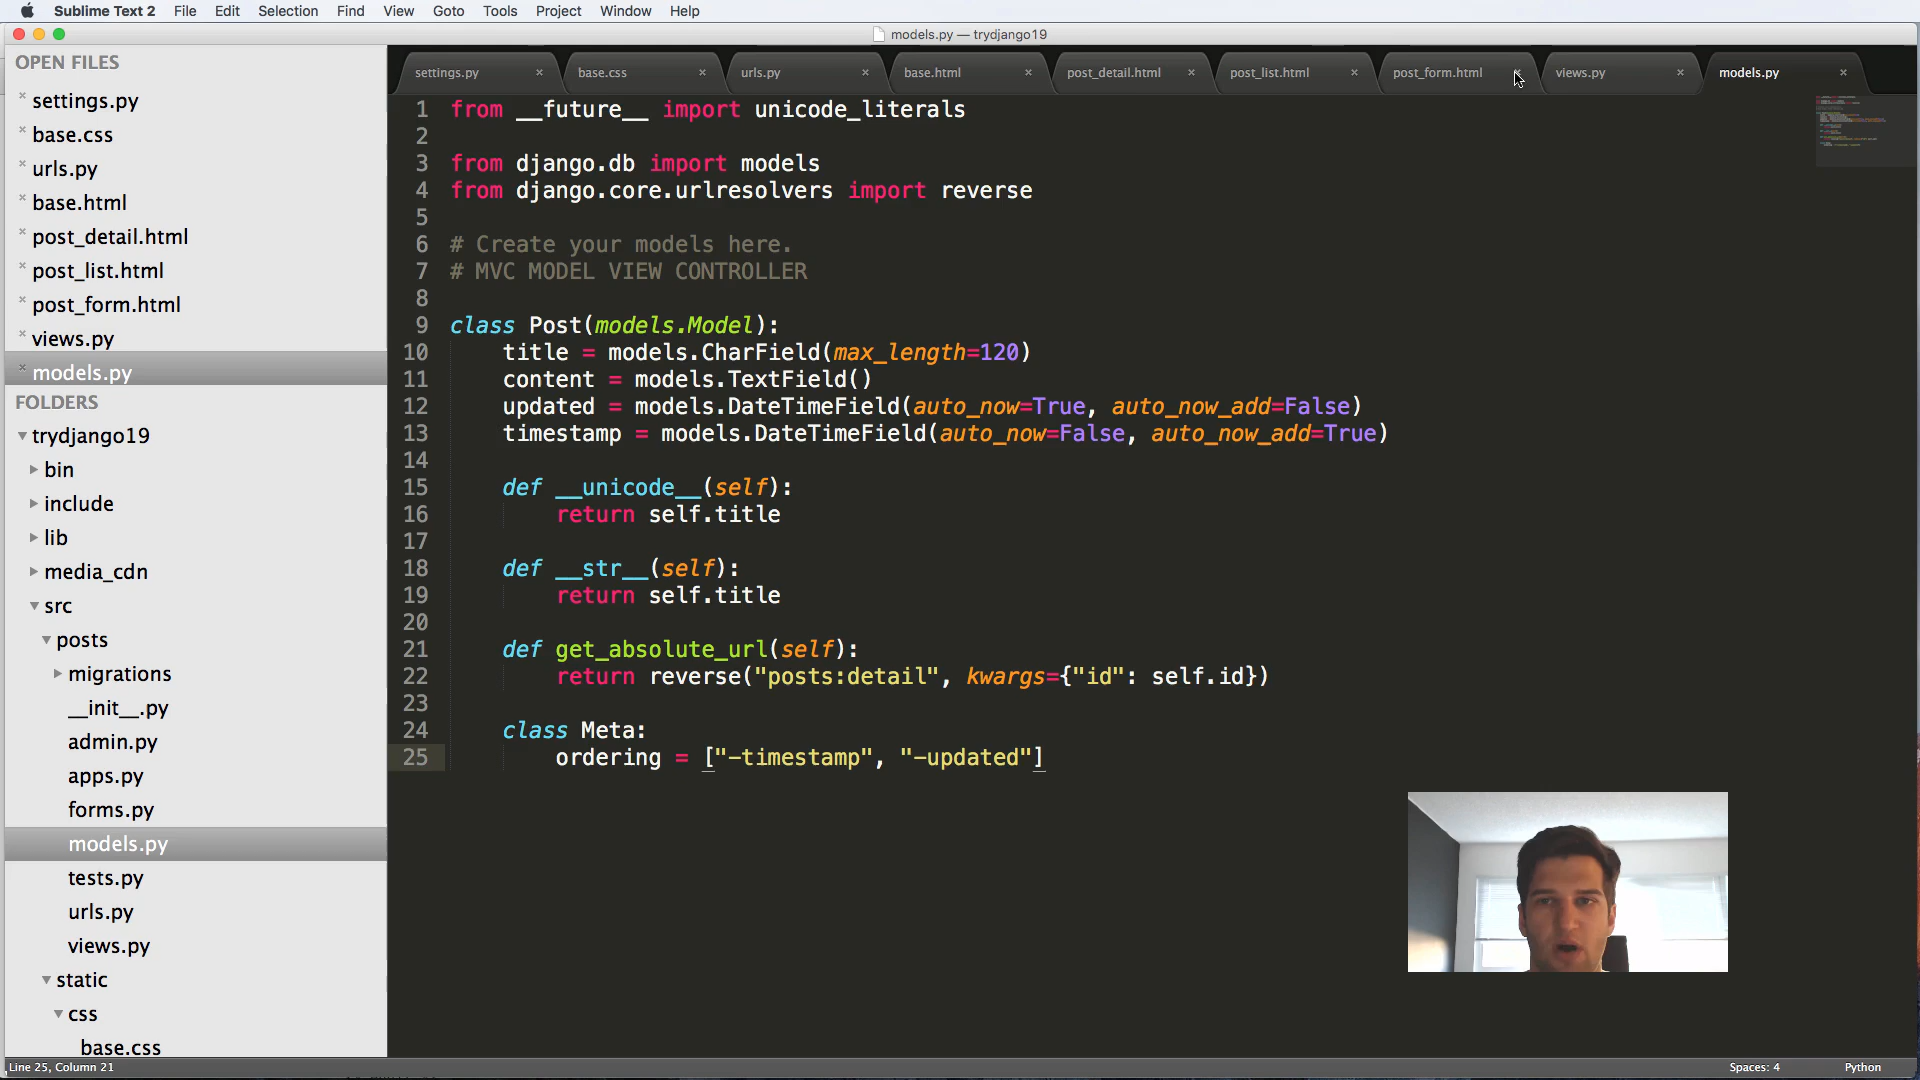 Sublime Text 2 File Edit Selection Find View Goto Tools Project Window Help
models.py — trydjango19
OPEN FILES
settings.py
base.css
urls.py
base.html
post_detail.html
post_list.html
post_form.html
views.py
models.py
FOLDERS
trydjango19
bin
include
lib
media_cdn
src
posts
migrations
__init__.py
admin.py
apps.py
forms.py
models.py
tests.py
urls.py
views.py
static
css
base.css
settings.py base.css urls.py base.html post_detail.html post_list.html post_form.html views.py models.py
1 from __future__ import unicode_literals
2
3 from django.db import models
4 from django.core.urlresolvers import reverse
5
6 # Create your models here.
7 # MVC MODEL VIEW CONTROLLER
8
9 class Post(models.Model):
10 title = models.CharField(max_length=120)
11 content = models.TextField()
12 updated = models.DateTimeField(auto_now=True, auto_now_add=False)
13 timestamp = models.DateTimeField(auto_now=False, auto_now_add=True)
14
15 def __unicode__(self):
16 return self.title
17
18 def __str__(self):
19 return self.title
20
21 def get_absolute_url(self):
22 return reverse("posts:detail", kwargs={"id": self.id})
23
24 class Meta:
25 ordering = ["-timestamp", "-updated"]
Line 25, Column 21 Spaces: 4 Python